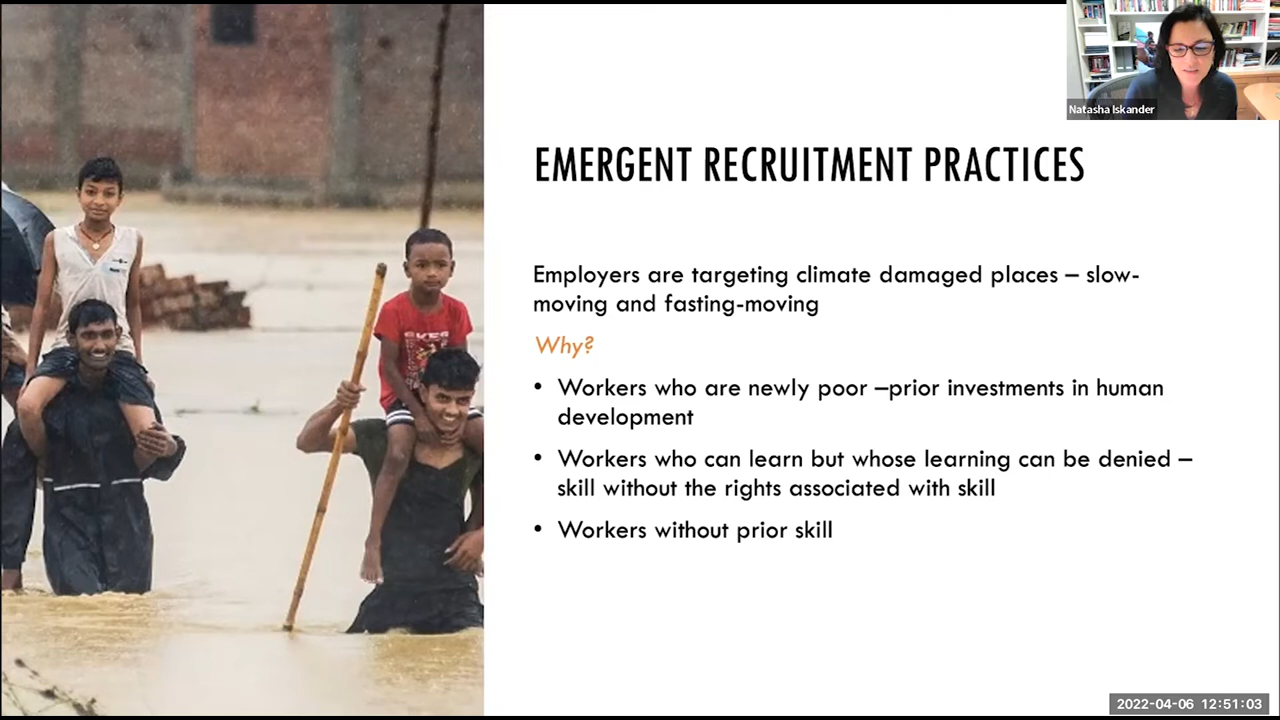 Natasha Iskander
EMERGENT RECRUITMENT PRACTICES
Employers are targeting climate damaged places – slow-
moving and fasting-moving
Why?
• Workers who are newly poor –prior investments in human
development
• Workers who can learn but whose learning can be denied –
skill without the rights associated with skill
• Workers without prior skill
2022-04-06 12:51:03